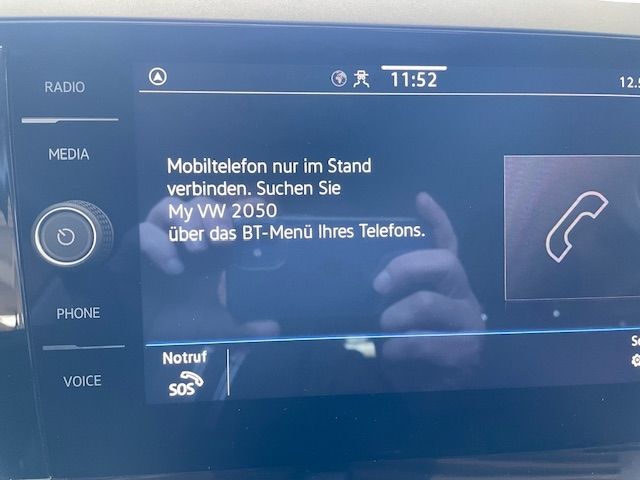 RADIO
MEDIA
PHONE
VOICE
11:52
12.5
Mobiltelefon nur im Stand
verbinden. Suchen Sie
My VW 2050
über das BT-Menü Ihres Telefons.
Notruf
SOS